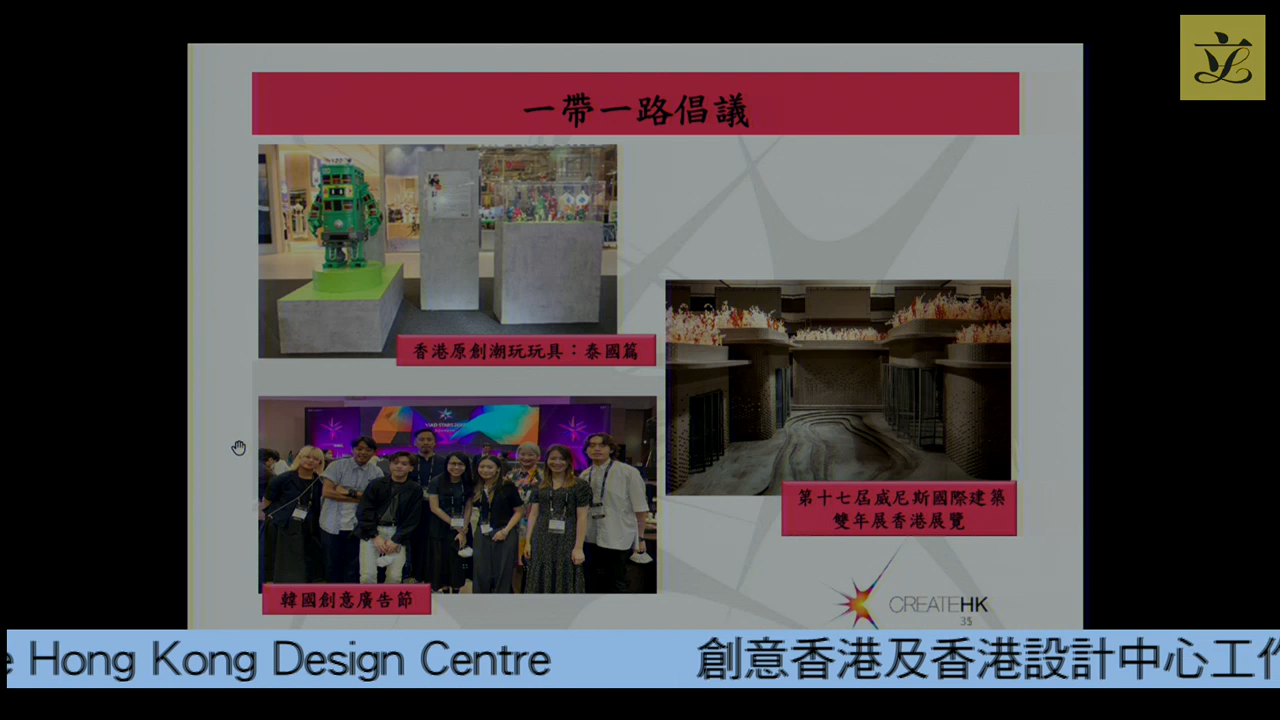 一帶一路倡議
香港原創潮玩玩具：泰國篇
第十七屆威尼斯國際建築
雙年展香港展覽
韓國創意廣告節
CREATEHK
35
Hong Kong Design Centre 創意香港及香港設計中心工作